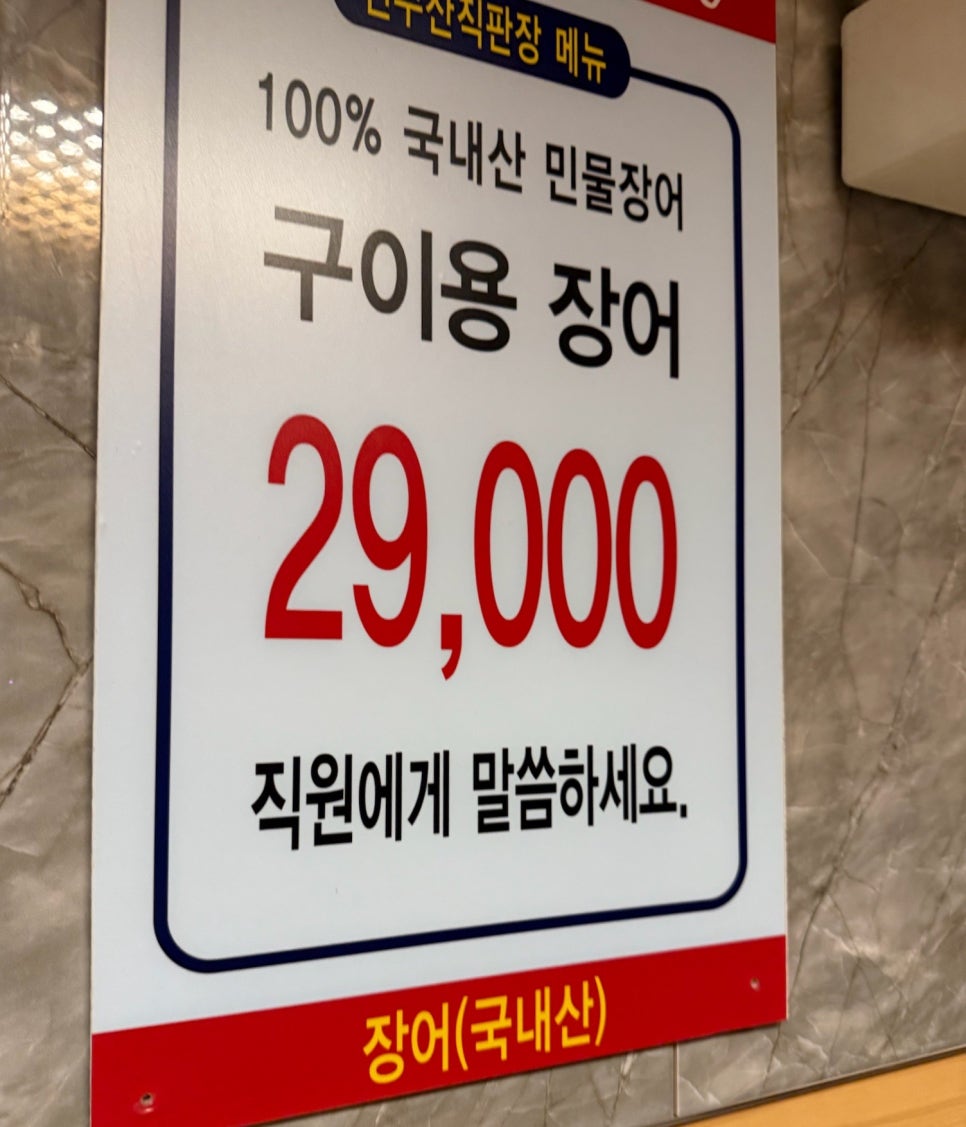 메뉴
100% 국내산 민물장어
구이용 장어
29,000
직원에게 말씀하세요.
장어(국내산)